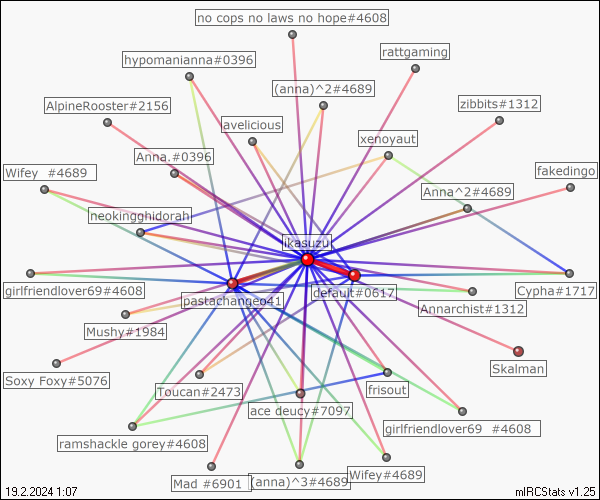 no cops no laws no hope#4608
rattgaming
hypomanianna#0396
(anna)^2#4689
zibbits#1312
AlpineRooster#2156
avelicious
xenoyaut
Anna.#0396
Wifey #4689
fakedingo
Anna^2#4689
neokingghidorah
ikasuzu
girlfriendlover69#4608
default#0617
Cypha#1717
pastachangeo41
Annarchist#1312
Mushy#1984
Skalman
Soxy Foxy#5076
Toucan#2473
frisout
ace deucy#7097
girlfriendlover69 #4608
ramshackle gorey#4608
Wifey#4689
Mad #6901
(anna)^3#4689
19.2.2024 1:07
mIRCStats v1.25